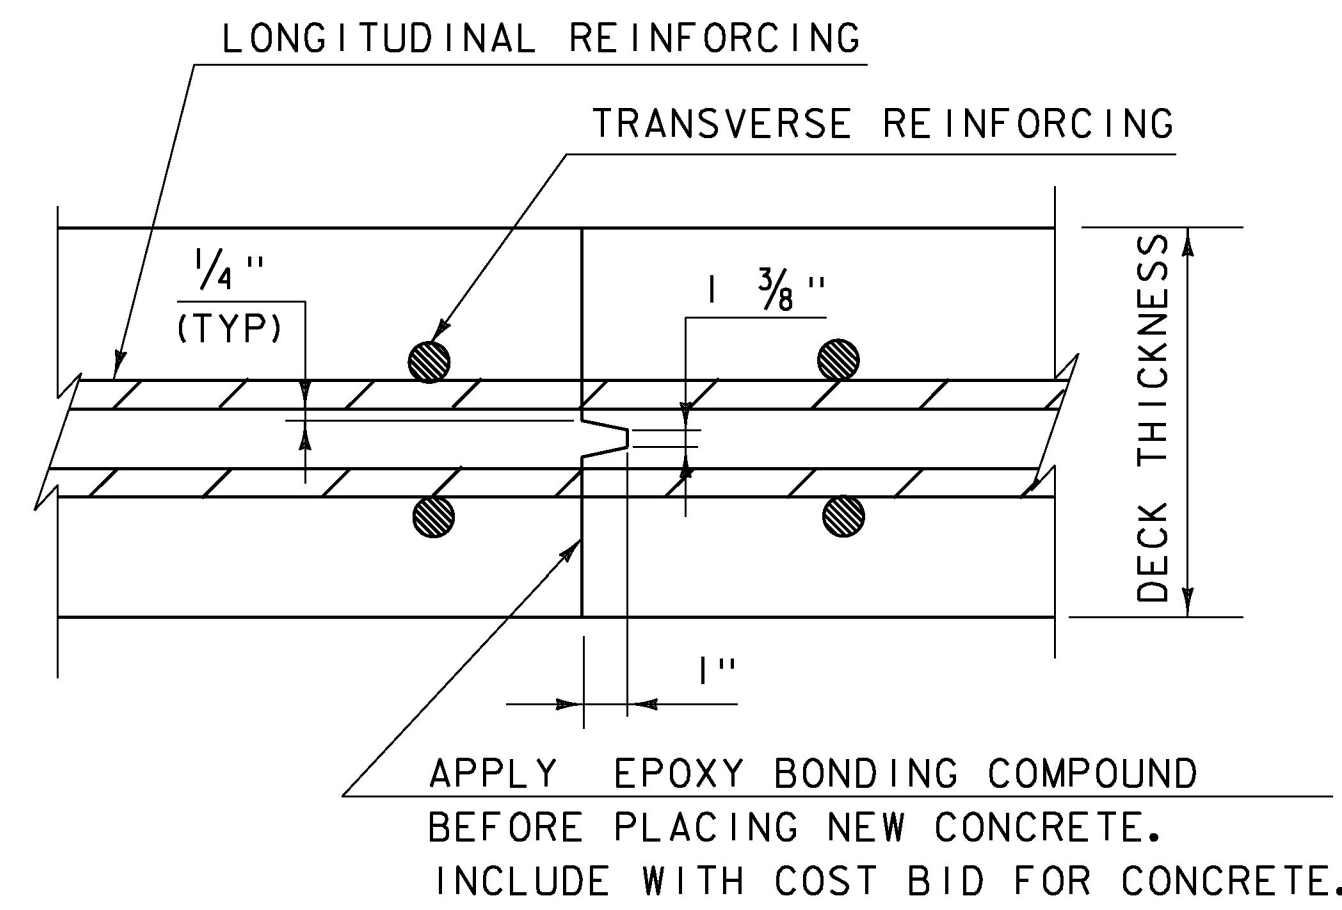 LONGITUDINAL REINFORCING
TRANSVERSE REINFORCING
1/4"
(TYP)
1 3/8"
DECK THICKNESS
1"
APPLY EPOXY BONDING COMPOUND
BEFORE PLACING NEW CONCRETE.
INCLUDE WITH COST BID FOR CONCRETE.